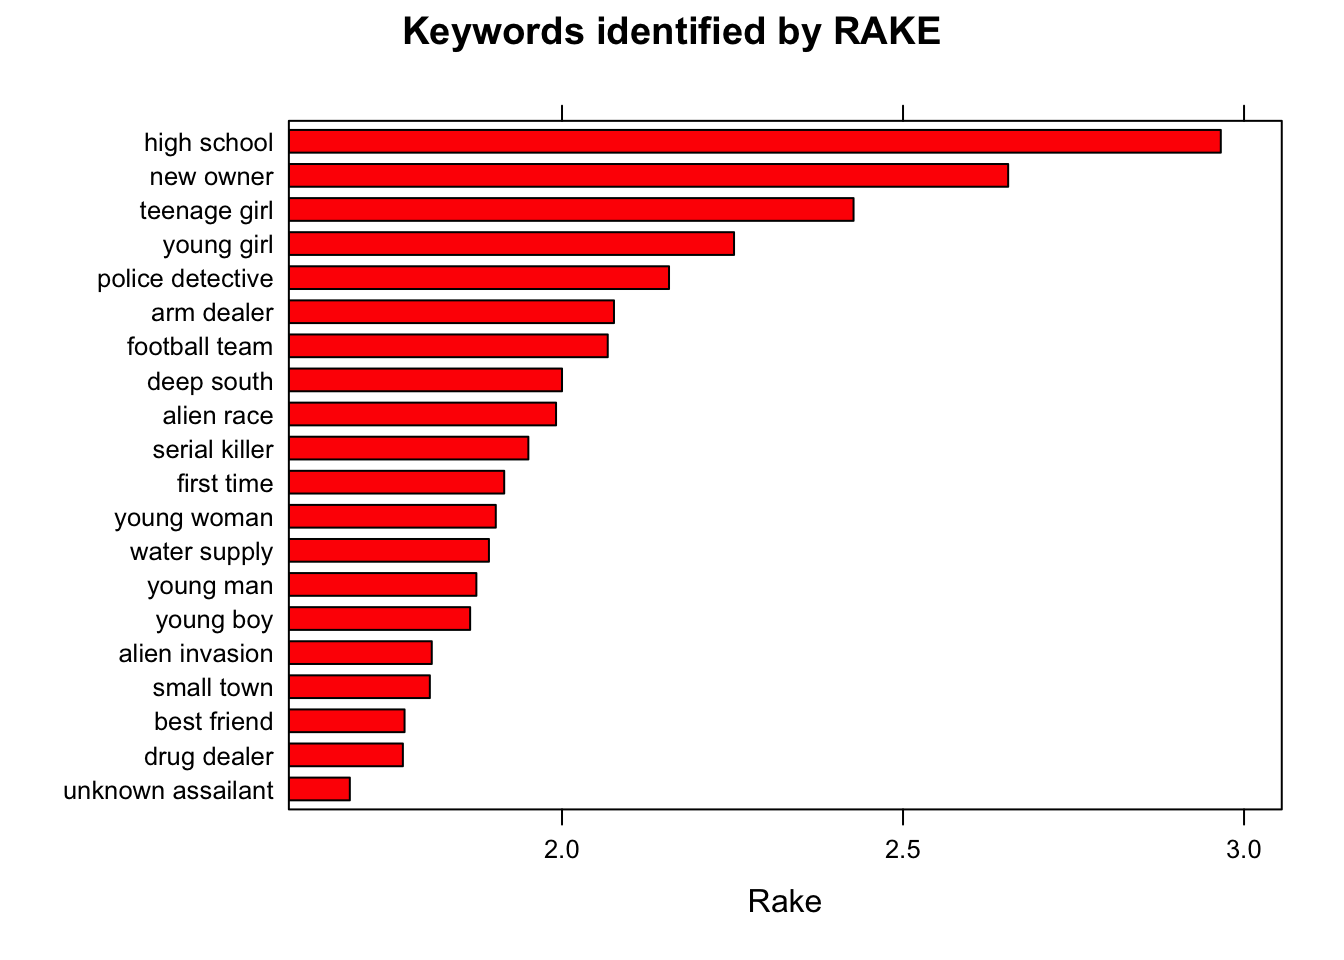 Keywords identified by RAKE
high school
new owner
teenage girl
young girl
police detective
arm dealer
football team
deep south
alien race
serial killer
first time
young woman
water supply
young man
young boy
alien invasion
small town
best friend
drug dealer
unknown assailant
2.0 2.5 3.0
Rake